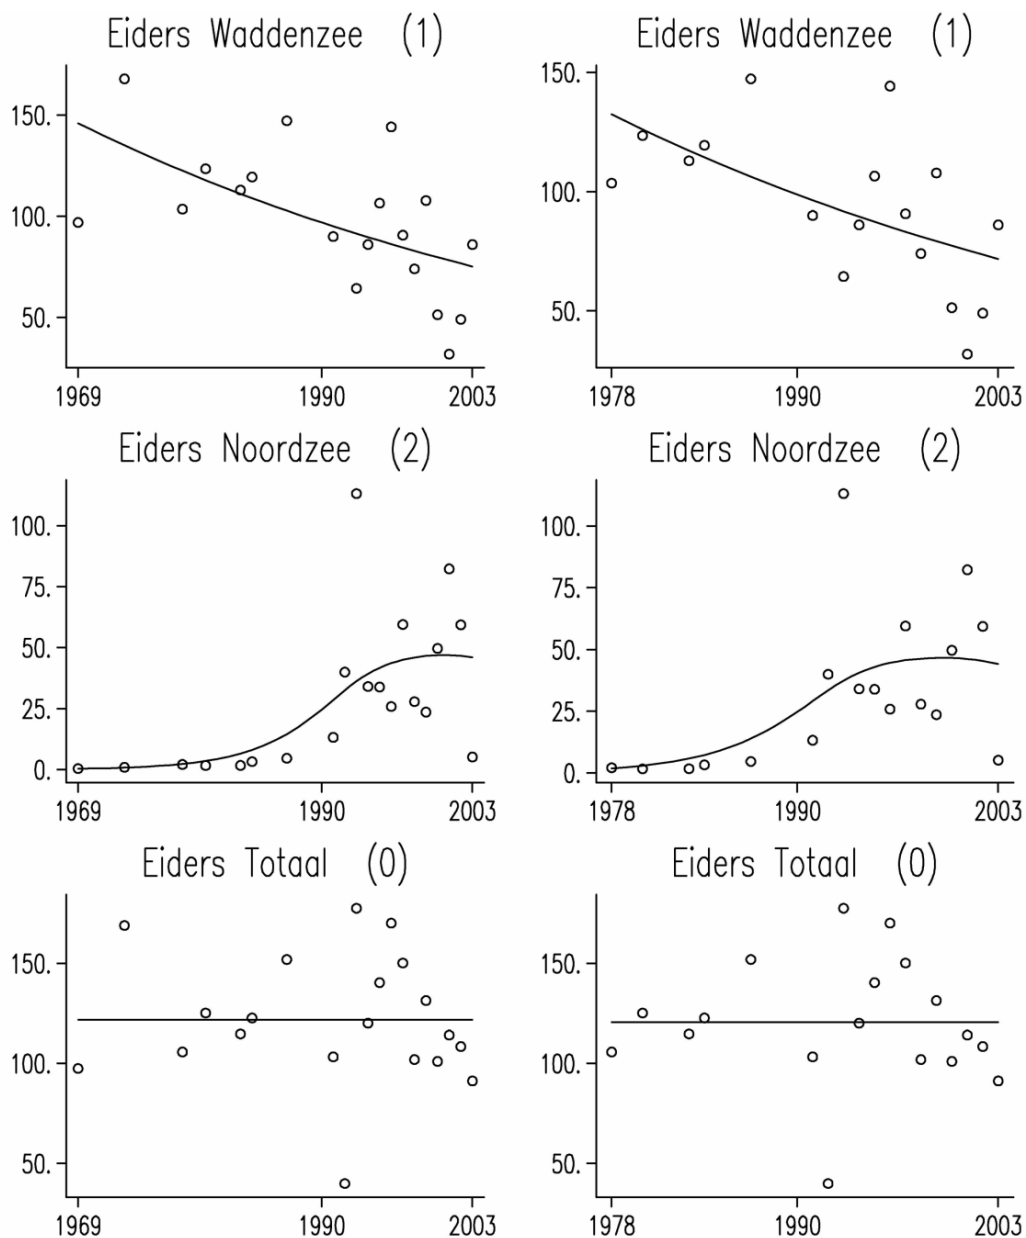 Eiders Waddenzee (1)
150.
100.
50.
1969 1990 2003
Eiders Waddenzee (1)
150.
100.
50.
1978 1990 2003
Eiders Noordzee (2)
100.
75.
50.
25.
0.
1969 1990 2003
Eiders Noordzee (2)
100.
75.
50.
25.
0.
1978 1990 2003
Eiders Totaal (0)
150.
100.
50.
1969 1990 2003
Eiders Totaal (0)
150.
100.
50.
1978 1990 2003